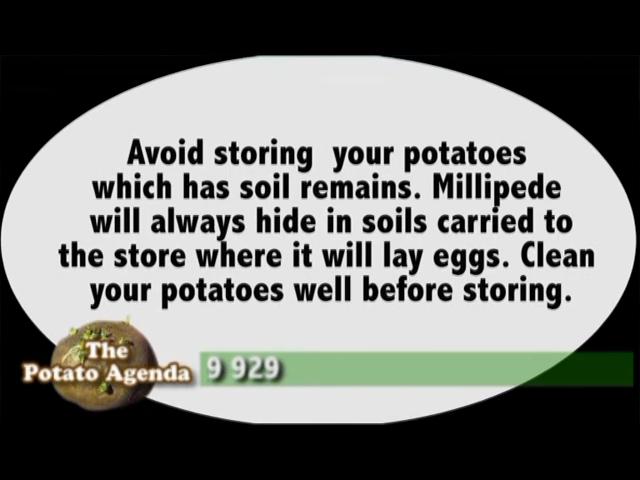 Avoid storing your potatoes
which has soil remains. Millipede
will always hide in soils carried to
the store where it will lay eggs. Clean
your potatoes well before storing.
The
Potato Agenda
9 929